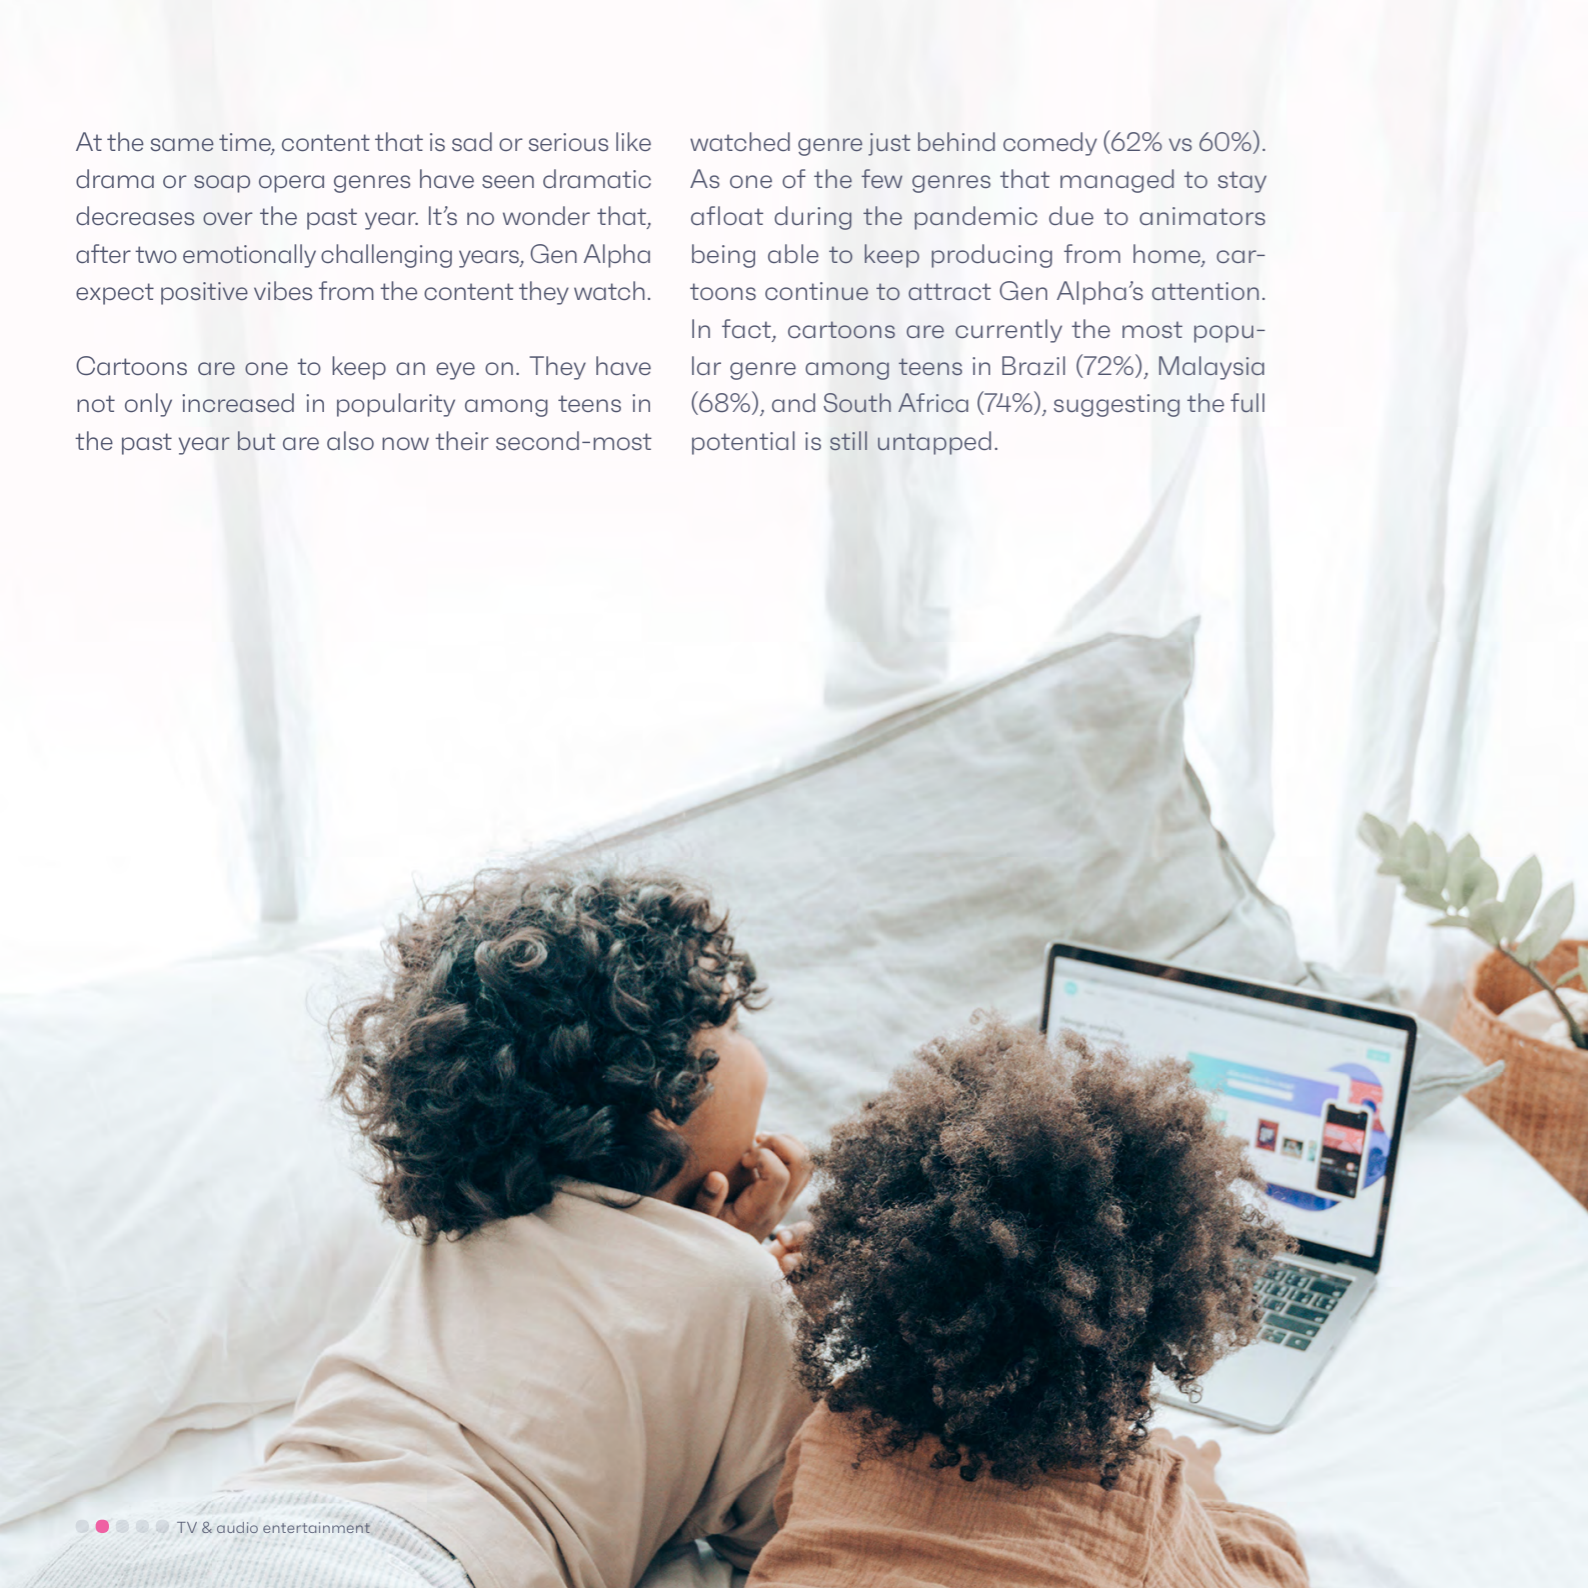 At the same time, content that is sad or serious like
drama or soap opera genres have seen dramatic
decreases over the past year. It's no wonder that,
after two emotionally challenging years, Gen Alpha
expect positive vibes from the content they watch.
Cartoons are one to keep an eye on. They have
not only increased in popularity among teens in
the past year but are also now their second-most
watched genre just behind comedy (62% vs 60%).
As one of the few genres that managed to stay
afloat during the pandemic due to animators
being able to keep producing from home, car-
toons continue to attract Gen Alpha's attention.
In fact, cartoons are currently the most popu-
lar genre among teens in Brazil (72%), Malaysia
(68%), and South Africa (74%), suggesting the full
potential is still untapped.
TV & audio entertainment